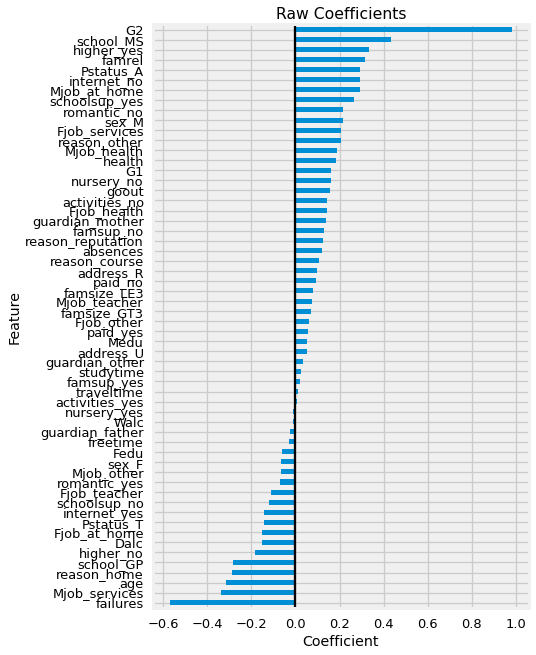 Raw Coefficients
G2
school_MS
higher_yes
famrel
Pstatus_A
internet_no
Mjob_at_home
schoolsup_yes
romantic_no
sex_M
Fjob_services
reason_other
Mjob_health
health
G1
nursery_no
goout
activities_no
Fjob_health
guardian_mother
famsup_no
reason_reputation
absences
reason_course
address_R
paid_no
famsize_LE3
Mjob_teacher
famsize_GT3
Fjob_other
paid_yes
Medu
address_U
guardian_other
studytime
famsup_yes
traveltime
activities_yes
nursery_yes
Walc
guardian_father
freetime
Fedu
sex_F
Mjob_other
romantic_yes
Fjob_teacher
schoolsup_no
internet_yes
Pstatus_T
Fjob_at_home
Dalc
higher_no
school_GP
reason_home
age
Mjob_services
failures
Feature
−0.6 −0.4 −0.2 0.0 0.2 0.4 0.6 0.8 1.0
Coefficient